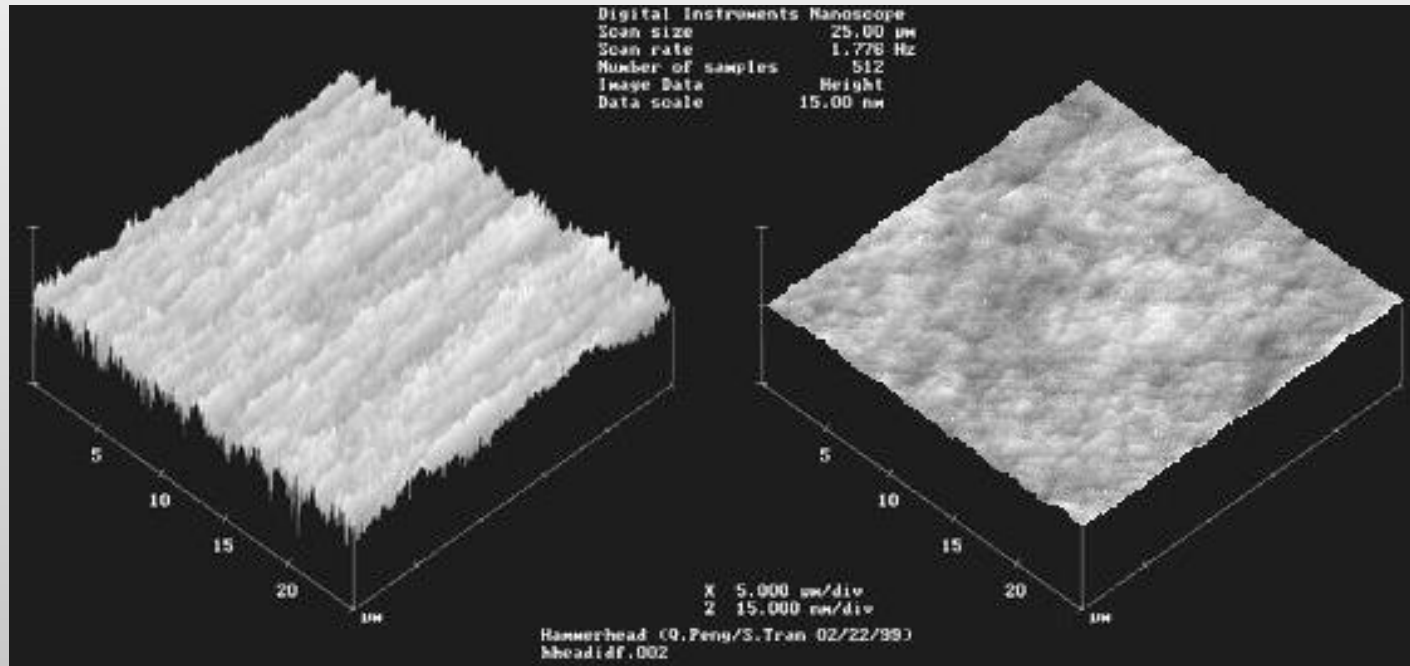 Digital Instruments Nanoscope
Scan size 25.00 µm
Scan rate 1.776 Hz
Number of samples 512
Image Data Height
Data scale 15.00 nm
5
10
15
20
µm
5
10
15
20
µm
X 5.000 µm/div
Z 15.000 nm/div
Hammerhead (Q.Peng/S.Tran 02/22/99)
hheadidf.002